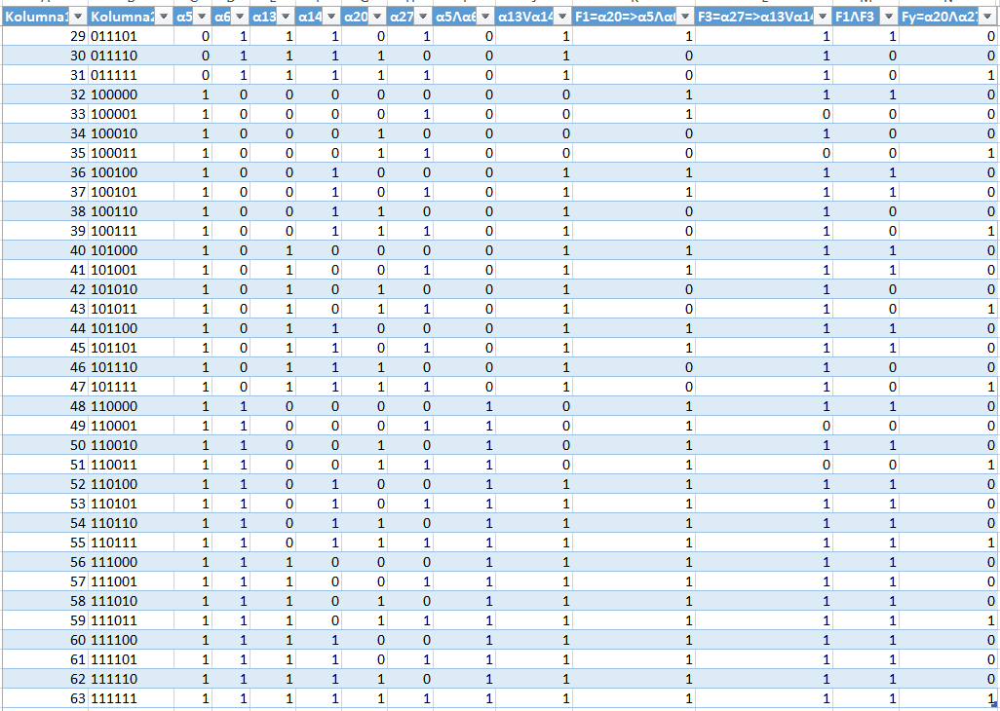 Kolumna1 Kolumna2 α5 α6 α13 α14 α20 α27 α5Λα6 α13Vα14 F1=α20=>α5Λα6 F3=α27=>α13Vα14 F1ΛF3 Fy=α20Λα27
29 011101 0 1 1 1 0 1 0 1 1 1 1 0
30 011110 0 1 1 1 1 0 0 1 0 1 0 0
31 011111 0 1 1 1 1 1 0 1 0 1 0 1
32 100000 1 0 0 0 0 0 0 0 1 1 1 0
33 100001 1 0 0 0 0 1 0 0 1 0 0 0
34 100010 1 0 0 0 1 0 0 0 0 1 0 0
35 100011 1 0 0 0 1 1 0 0 0 0 0 1
36 100100 1 0 0 1 0 0 0 1 1 1 1 0
37 100101 1 0 0 1 0 1 0 1 1 1 1 0
38 100110 1 0 0 1 1 0 0 1 0 1 0 0
39 100111 1 0 0 1 1 1 0 1 0 1 0 1
40 101000 1 0 1 0 0 0 0 1 1 1 1 0
41 101001 1 0 1 0 0 1 0 1 1 1 1 0
42 101010 1 0 1 0 1 0 0 1 0 1 0 0
43 101011 1 0 1 0 1 1 0 1 0 1 0 1
44 101100 1 0 1 1 0 0 0 1 1 1 1 0
45 101101 1 0 1 1 0 1 0 1 1 1 1 0
46 101110 1 0 1 1 1 0 0 1 0 1 0 0
47 101111 1 0 1 1 1 1 0 1 0 1 0 1
48 110000 1 1 0 0 0 0 1 0 1 1 1 0
49 110001 1 1 0 0 0 1 1 0 1 0 0 0
50 110010 1 1 0 0 1 0 1 0 1 1 1 0
51 110011 1 1 0 0 1 1 1 0 1 0 0 1
52 110100 1 1 0 1 0 0 1 1 1 1 1 0
53 110101 1 1 0 1 0 1 1 1 1 1 1 0
54 110110 1 1 0 1 1 0 1 1 1 1 1 0
55 110111 1 1 0 1 1 1 1 1 1 1 1 1
56 111000 1 1 1 0 0 0 1 1 1 1 1 0
57 111001 1 1 1 0 0 1 1 1 1 1 1 0
58 111010 1 1 1 0 1 0 1 1 1 1 1 0
59 111011 1 1 1 0 1 1 1 1 1 1 1 1
60 111100 1 1 1 1 0 0 1 1 1 1 1 0
61 111101 1 1 1 1 0 1 1 1 1 1 1 0
62 111110 1 1 1 1 1 0 1 1 1 1 1 0
63 111111 1 1 1 1 1 1 1 1 1 1 1 1